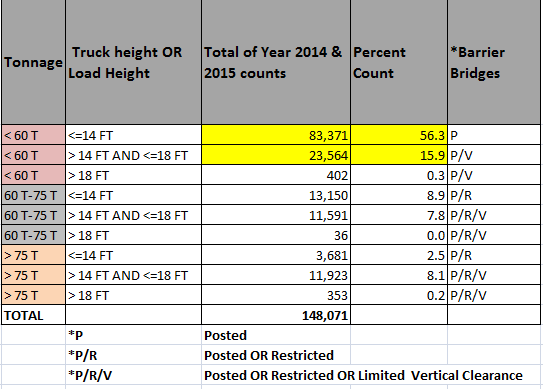 Tonnage Truck height OR Load Height Total of Year 2014 & 2015 counts Percent Count *Barrier Bridges
< 60 T <=14 FT 83,371 56.3 P
< 60 T > 14 FT AND <=18 FT 23,564 15.9 P/V
< 60 T > 18 FT 402 0.3 P/V
60 T-75 T <=14 FT 13,150 8.9 P/R
60 T-75 T > 14 FT AND <=18 FT 11,591 7.8 P/R/V
60 T-75 T > 18 FT 36 0.0 P/R/V
> 75 T <=14 FT 3,681 2.5 P/R
> 75 T > 14 FT AND <=18 FT 11,923 8.1 P/R/V
> 75 T > 18 FT 353 0.2 P/R/V
TOTAL 148,071
*P Posted
*P/R Posted OR Restricted
*P/R/V Posted OR Restricted OR Limited Vertical Clearance